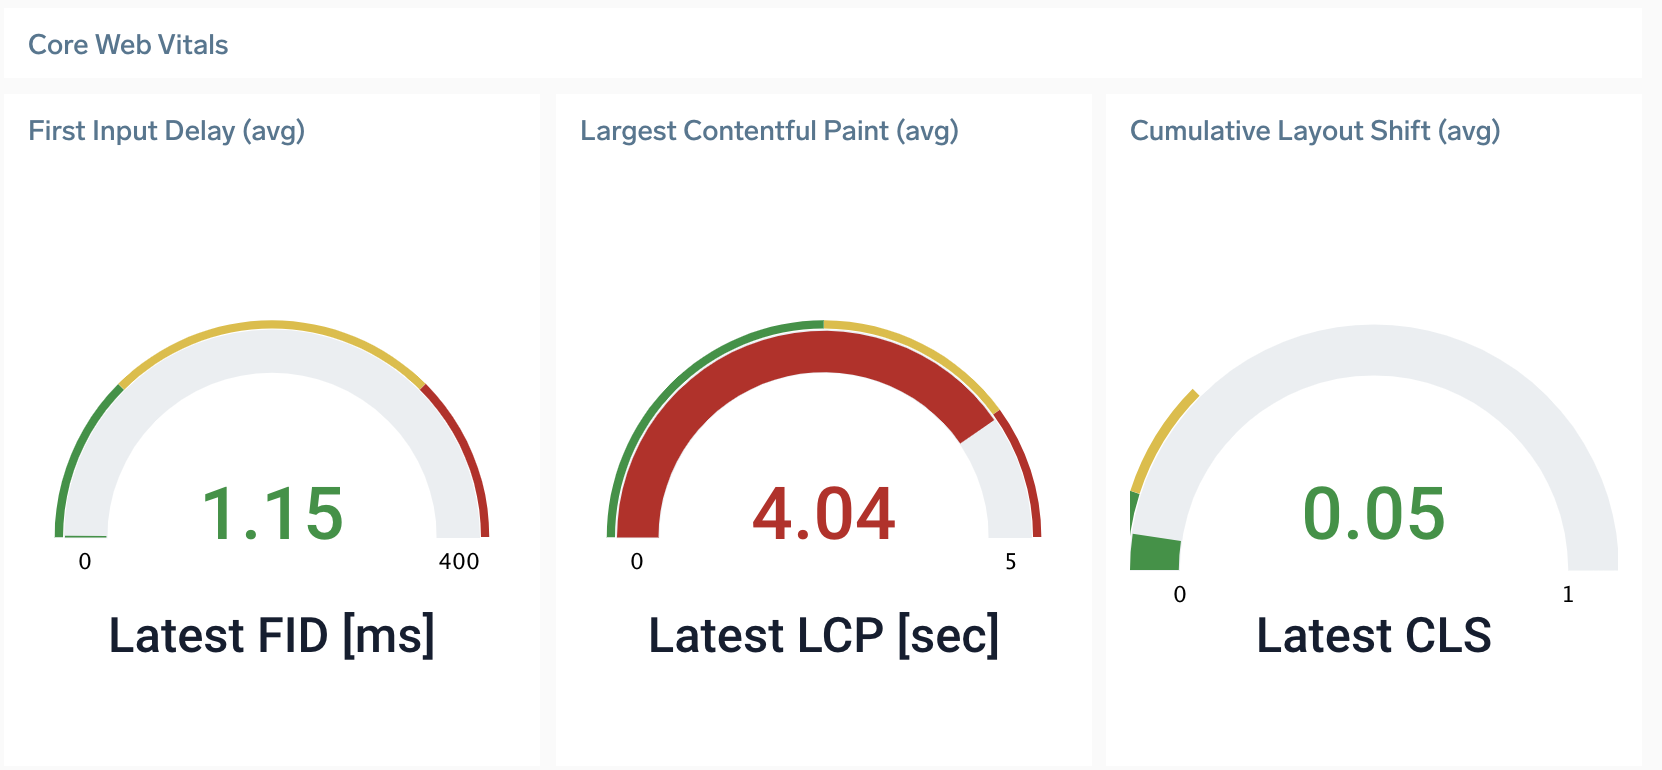 Core Web Vitals
First Input Delay (avg)
1.15
0
400
Latest FID [ms]
Largest Contentful Paint (avg)
4.04
0
5
Latest LCP [sec]
Cumulative Layout Shift (avg)
0.05
0
1
Latest CLS